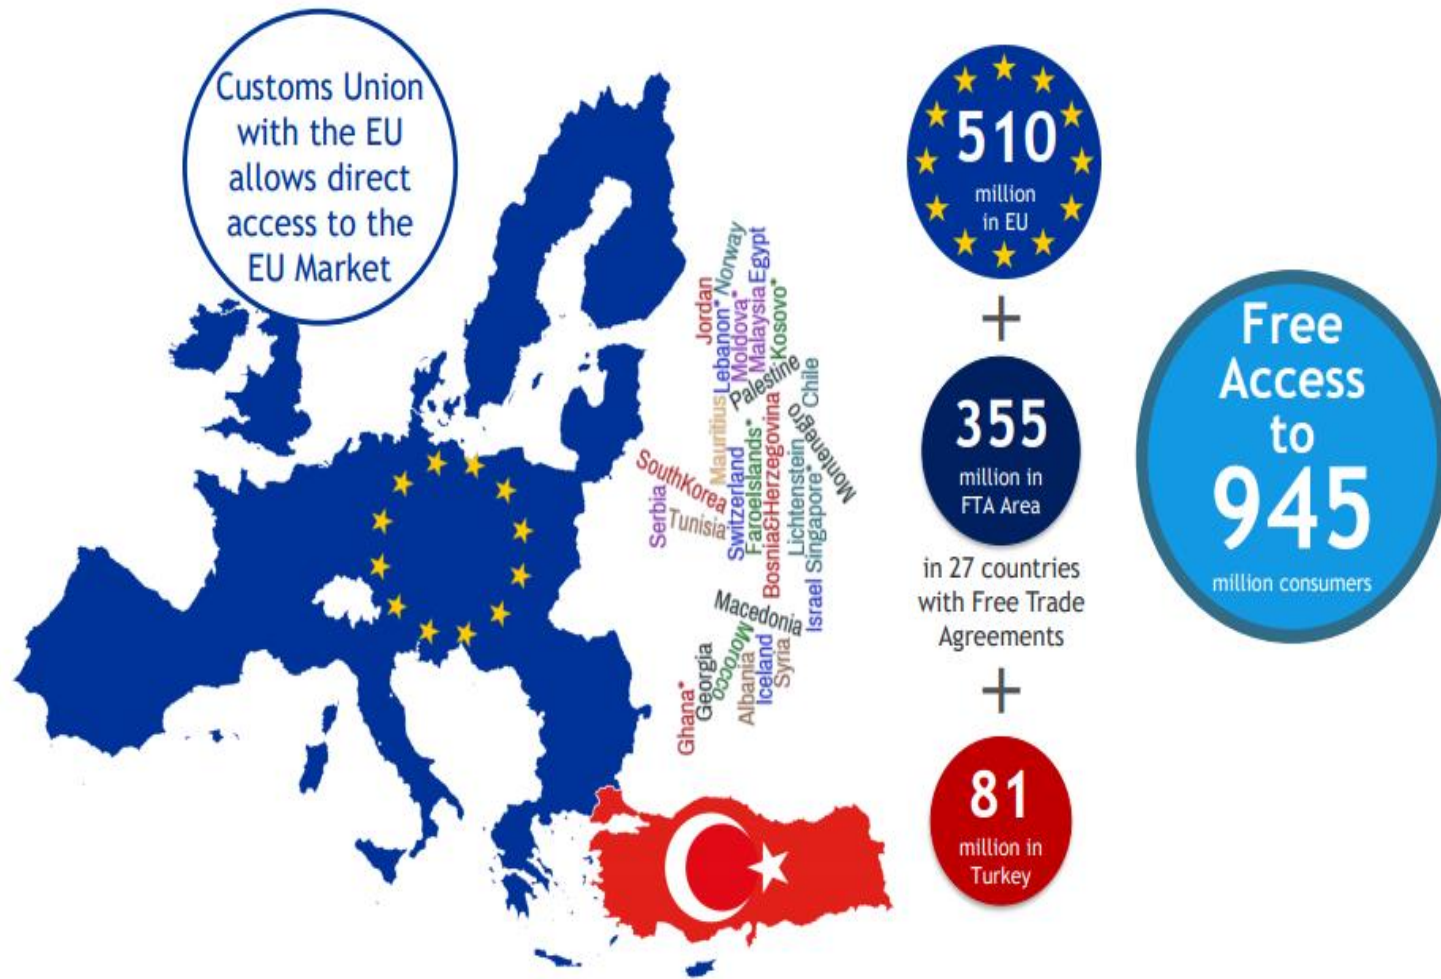 Customs Union
with the EU
allows direct
access to the
EU Market
Jordan
Norway
Egypt
Lebanon*
Moldova*
Malaysia
Kosovo*
Palestine
Chile
Mauritius
Montenegro
SouthKorea
Serbia
Tunisia
Switzerland
FaroeIslands*
Bosnia&Herzegovina
Lichtenstein
Singapore*
Israel
Macedonia
Morocco
Georgia
Ghana*
Albania
Iceland
Syria
510
million
in EU
+
355
million in
FTA Area
in 27 countries
with Free Trade
Agreements
+
81
million in
Turkey
Free
Access
to
945
million consumers